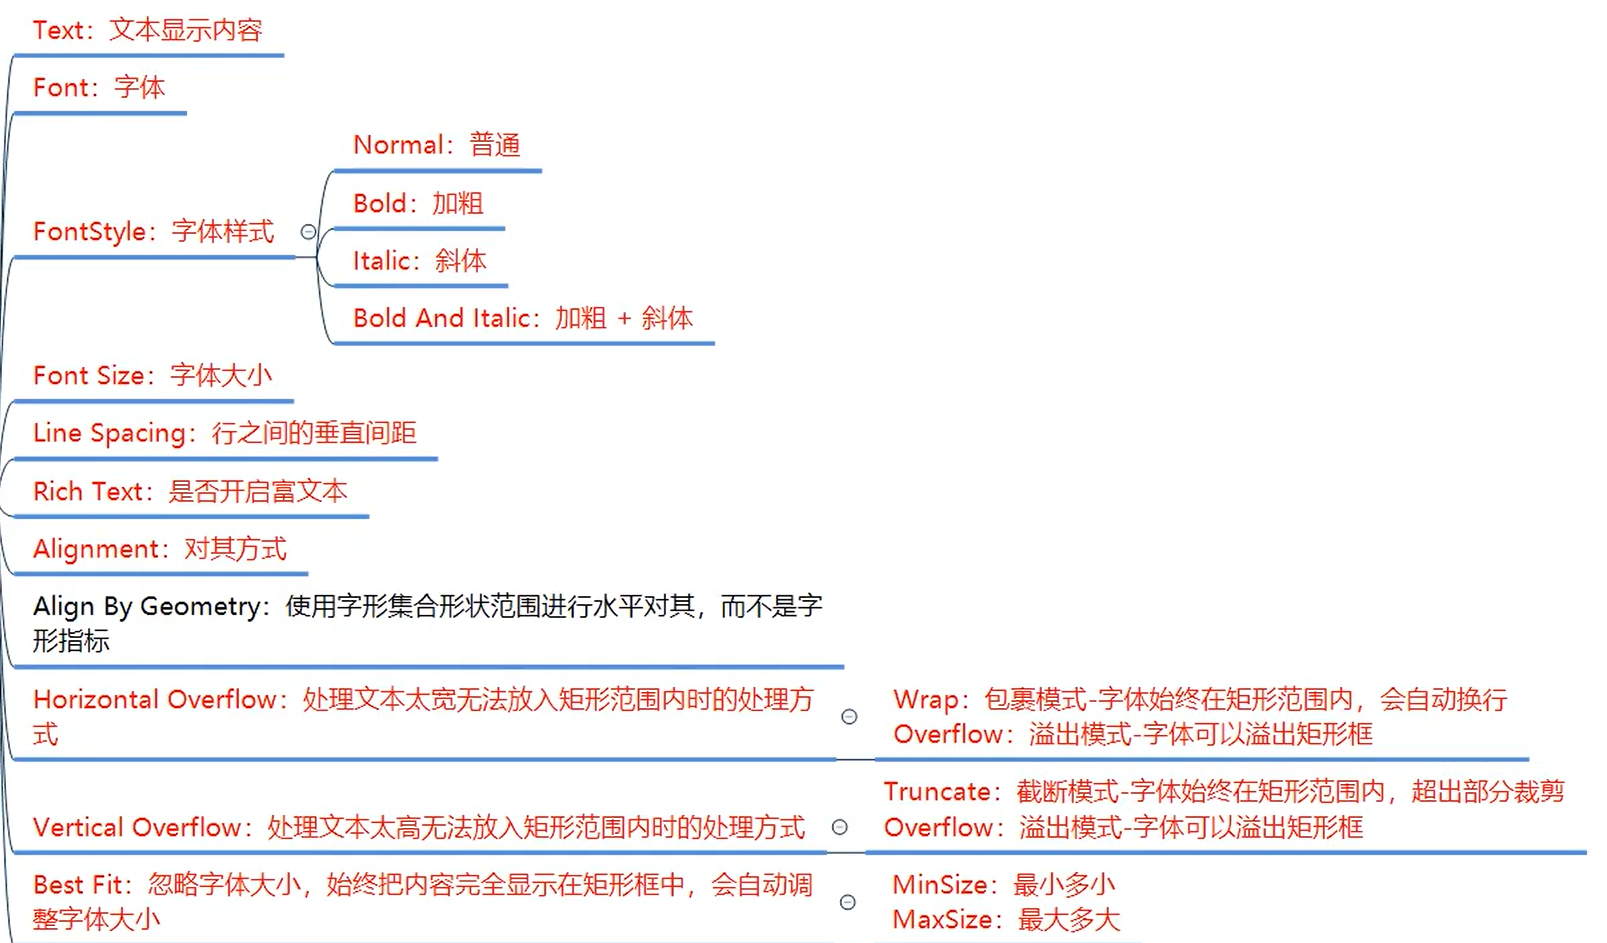 Text：文本显示内容
Font：字体
FontStyle：字体样式
Normal：普通
Bold：加粗
Italic：斜体
Bold And Italic：加粗 + 斜体
Font Size：字体大小
Line Spacing：行之间的垂直间距
Rich Text：是否开启富文本
Alignment：对其方式
Align By Geometry：使用字形集合形状范围进行水平对其，而不是字
形指标
Horizontal Overflow：处理文本太宽无法放入矩形范围内时的处理方
式
Wrap：包裹模式-字体始终在矩形范围内，会自动换行
Overflow：溢出模式-字体可以溢出矩形框
Vertical Overflow：处理文本太高无法放入矩形范围内时的处理方式
Truncate：截断模式-字体始终在矩形范围内，超出部分裁剪
Overflow：溢出模式-字体可以溢出矩形框
Best Fit：忽略字体大小，始终把内容完全显示在矩形框中，会自动调
整字体大小
MinSize：最小多小
MaxSize：最大多大